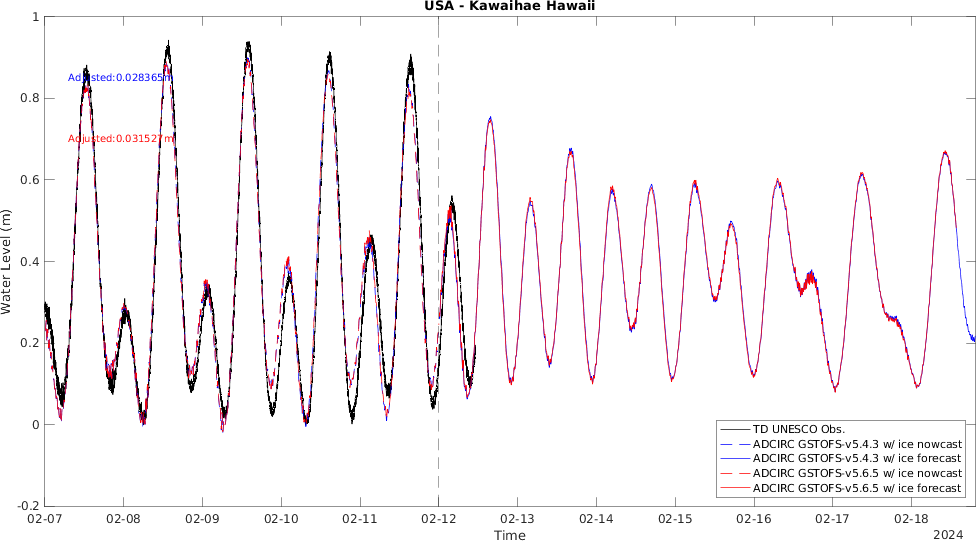 USA - Kawaihae Hawaii
1
0.8
0.6
0.4
0.2
0
-0.2
Water Level (m)
Adjusted:0.028365m
Adjusted:0.031527m
TD UNESCO Obs.
ADCIRC GSTOFS-v5.4.3 w/ ice nowcast
ADCIRC GSTOFS-v5.4.3 w/ ice forecast
ADCIRC GSTOFS-v5.6.5 w/ ice nowcast
ADCIRC GSTOFS-v5.6.5 w/ ice forecast
02-07 02-08 02-09 02-10 02-11 02-12 02-13 02-14 02-15 02-16 02-17 02-18
Time
2024